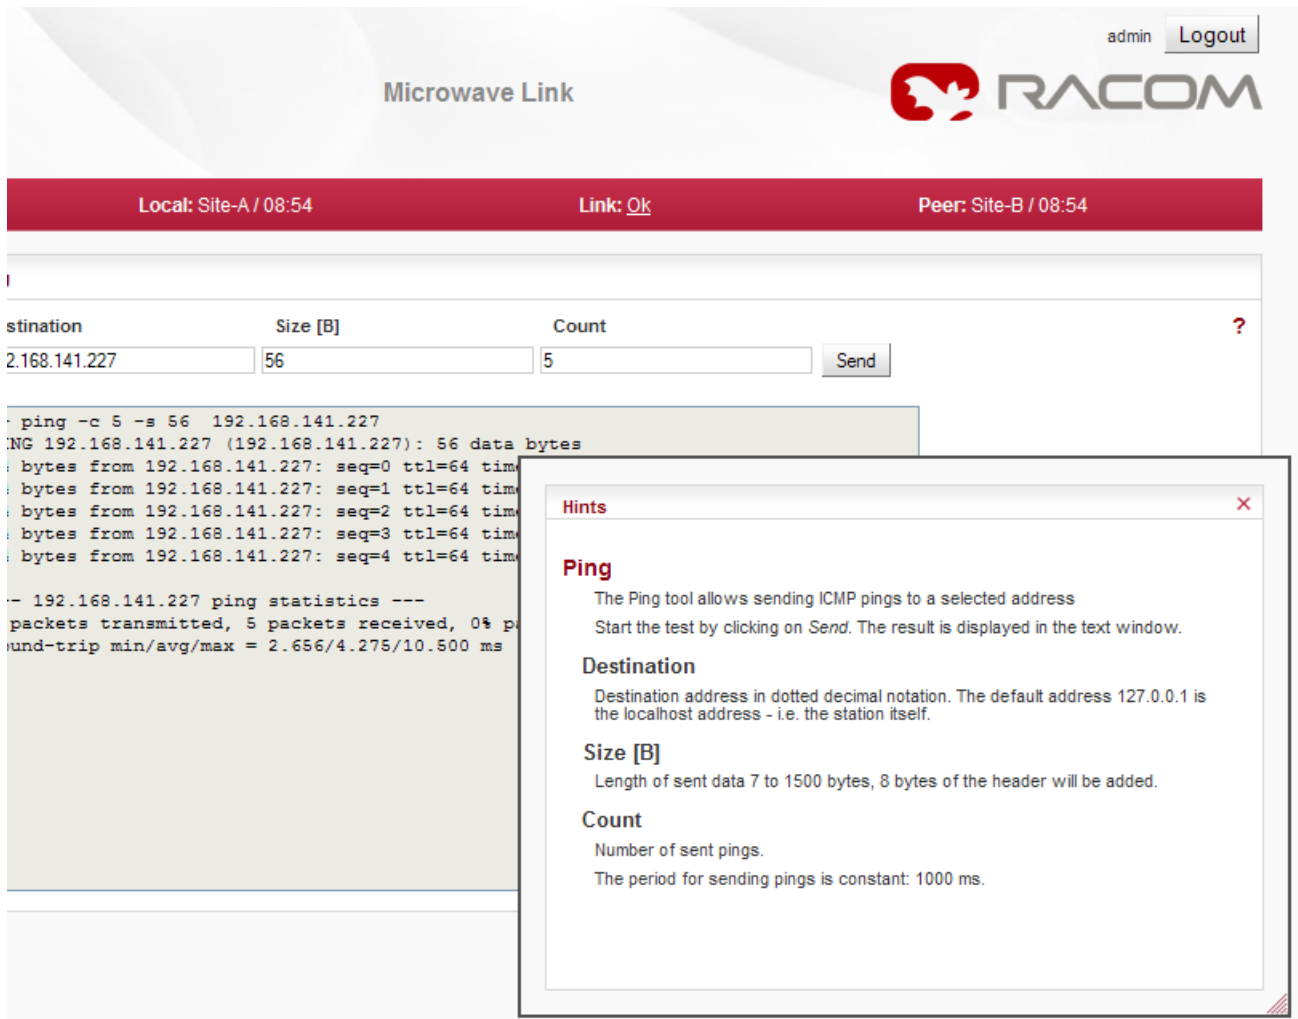 admin Logout
Microwave Link
RACOM
Local: Site-A / 08:54 Link: Ok Peer: Site-B / 08:54
stination Size [B] Count ?
2.168.141.227 56 5 Send
ping -c 5 -s 56 192.168.141.227
NG 192.168.141.227 (192.168.141.227): 56 data bytes
bytes from 192.168.141.227: seq=0 ttl=64 tim
bytes from 192.168.141.227: seq=1 ttl=64 tim
bytes from 192.168.141.227: seq=2 ttl=64 tim
bytes from 192.168.141.227: seq=3 ttl=64 tim
bytes from 192.168.141.227: seq=4 ttl=64 tim
-- 192.168.141.227 ping statistics ---
packets transmitted, 5 packets received, 0% p
und-trip min/avg/max = 2.656/4.275/10.500 ms
Hints
Ping
The Ping tool allows sending ICMP pings to a selected address
Start the test by clicking on Send. The result is displayed in the text window.
Destination
Destination address in dotted decimal notation. The default address 127.0.0.1 is
the localhost address - i.e. the station itself.
Size [B]
Length of sent data 7 to 1500 bytes, 8 bytes of the header will be added.
Count
Number of sent pings.
The period for sending pings is constant: 1000 ms.